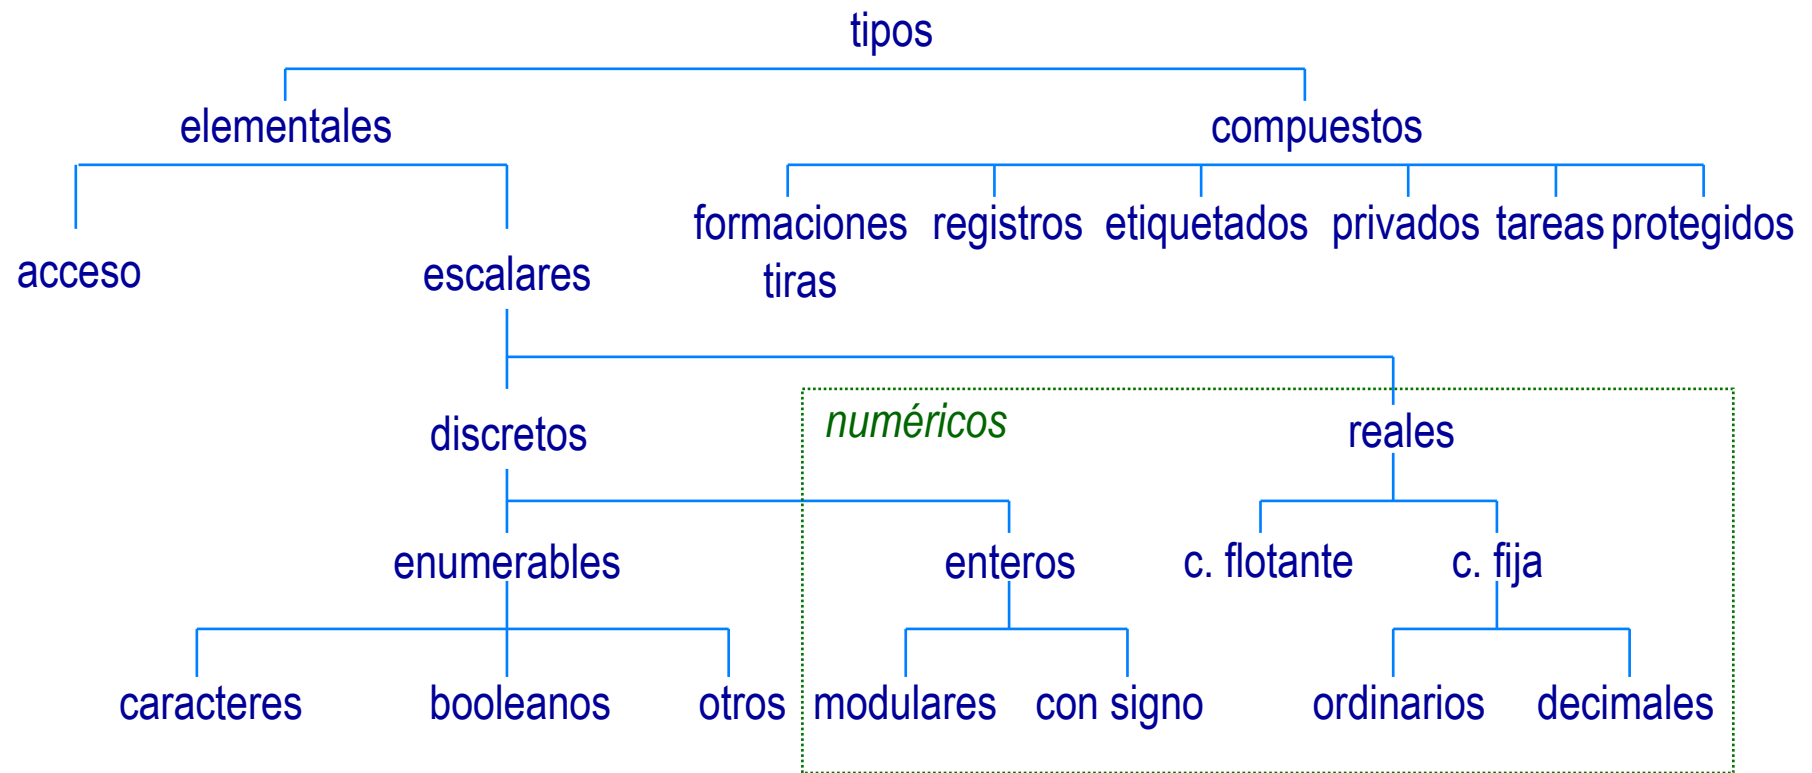 tipos
elementales
compuestos
formaciones
registros
etiquetados
privados
tareas
protegidos
tiras
acceso
escalares
numéricos
discretos
reales
enumerables
enteros
c. flotante
c. fija
caracteres
booleanos
otros
modulares
con signo
ordinarios
decimales